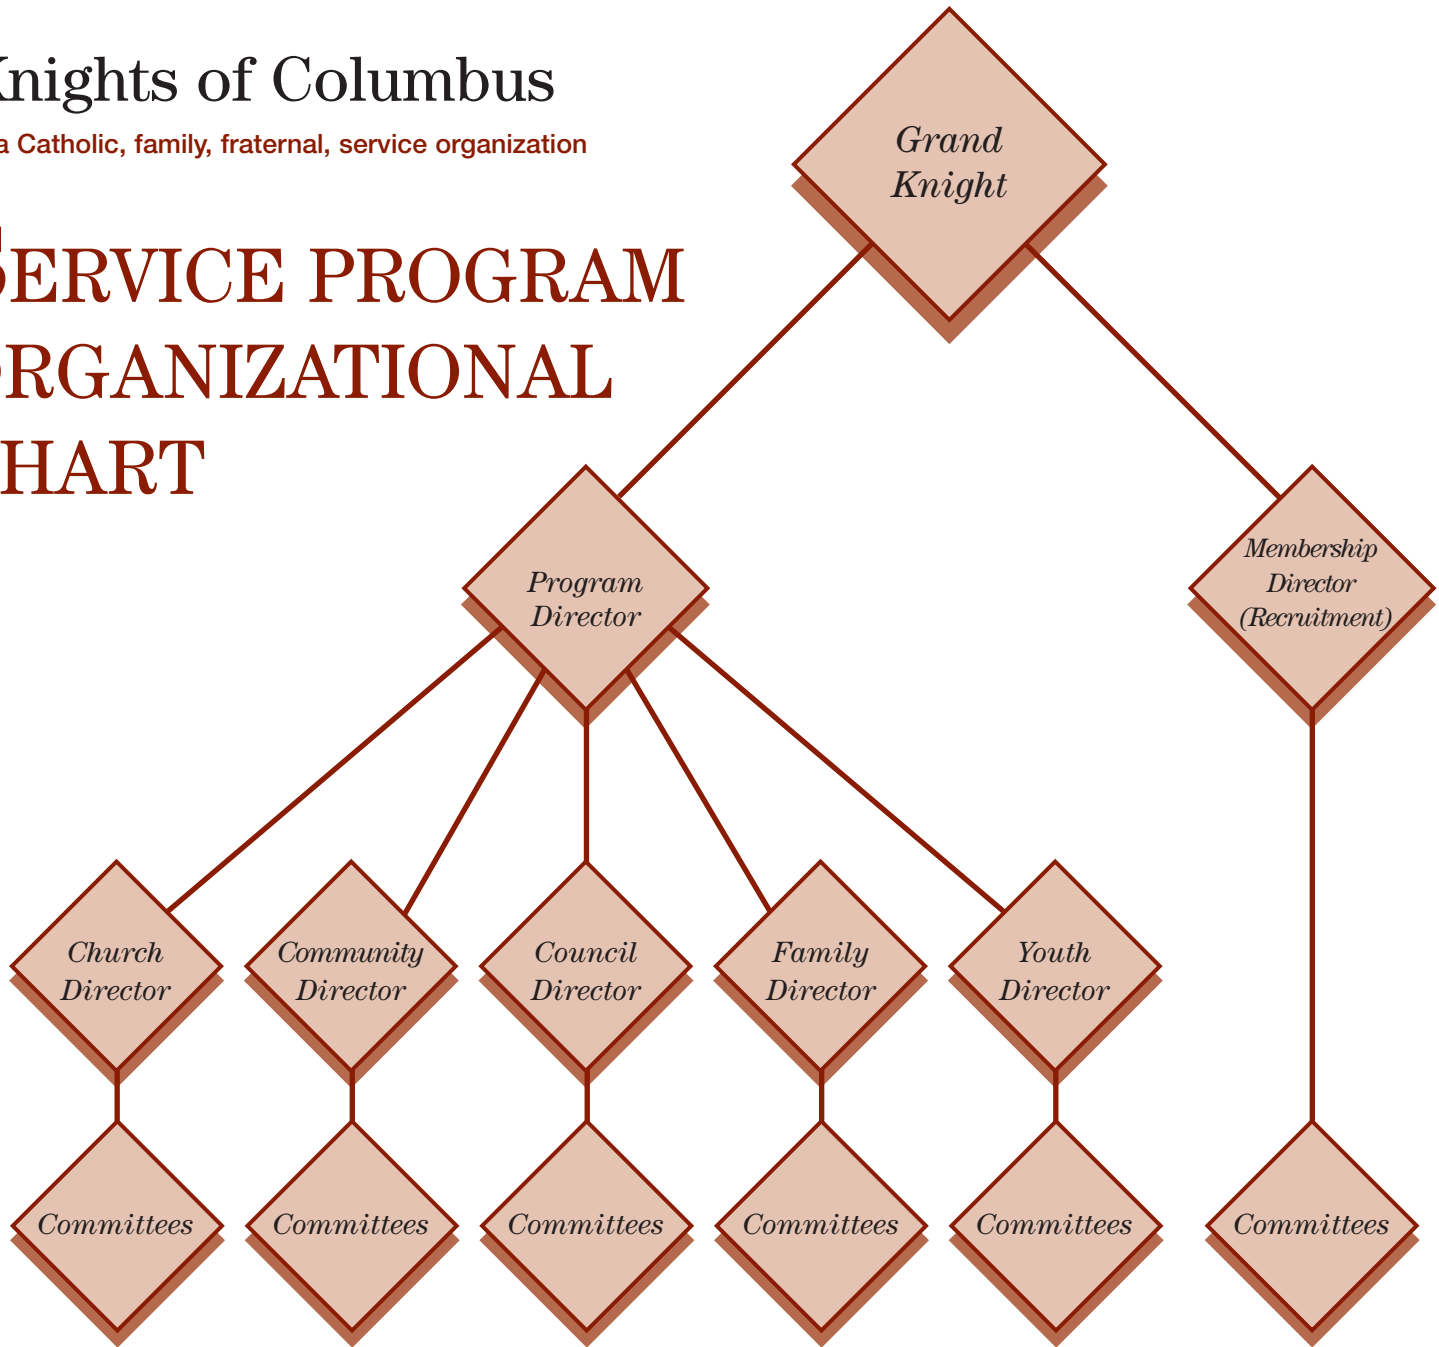 Knights of Columbus
a Catholic, family, fraternal, service organization
SERVICE PROGRAM
ORGANIZATIONAL
HART
Grand
Knight
Program
Director
Membership
Director
(Recruitment)
Church
Director
Community
Director
Council
Director
Family
Director
Youth
Director
Committees
Committees
Committees
Committees
Committees
Committees